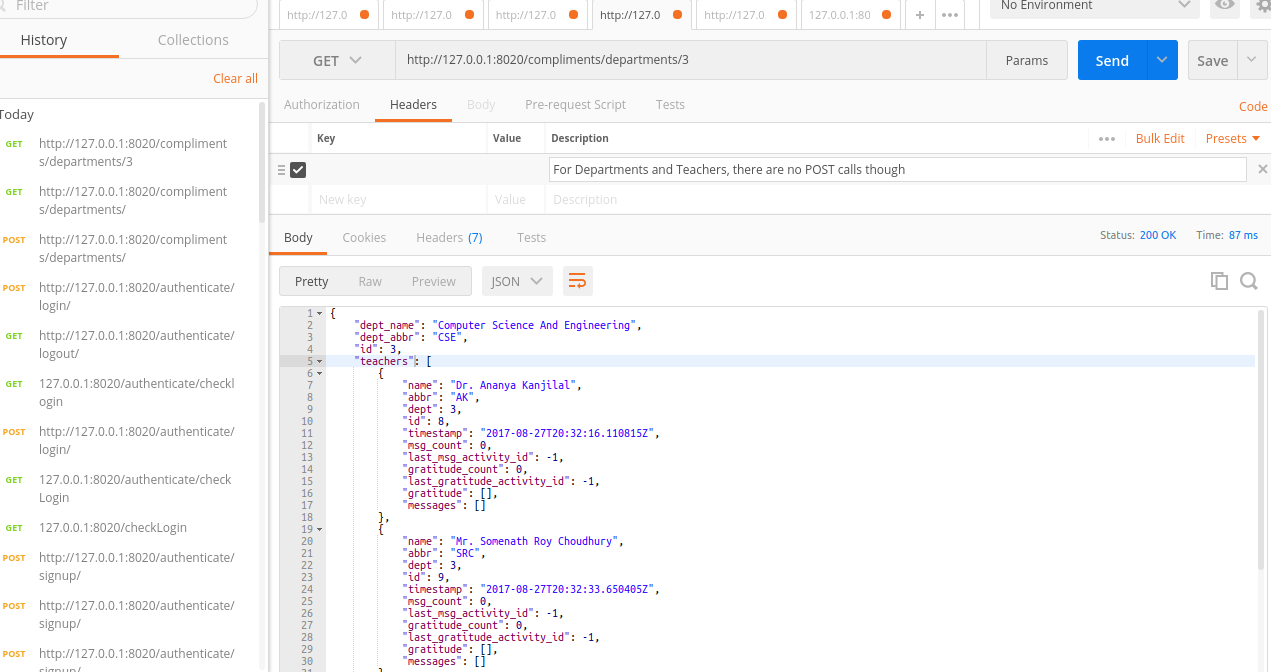 Filter
History Collections
Clear all
Today
GET http://127.0.0.1:8020/compliment
s/departments/3
GET http://127.0.0.1:8020/compliment
s/departments/
POST http://127.0.0.1:8020/compliment
s/departments/
POST http://127.0.0.1:8020/authenticate/
login/
GET http://127.0.0.1:8020/authenticate/
logout/
GET 127.0.0.1:8020/authenticate/checkl
ogin
POST http://127.0.0.1:8020/authenticate/
login/
GET 127.0.0.1:8020/authenticate/check
Login
GET 127.0.0.1:8020/checkLogin
POST http://127.0.0.1:8020/authenticate/
signup/
POST http://127.0.0.1:8020/authenticate/
signup/
POST http://127.0.0.1:8020/authenticate/
signup/
http://127.0 http://127.0 http://127.0 http://127.0 http://127.0 127.0.0.1:80 + ••• No Environment
GET http://127.0.0.1:8020/compliments/departments/3 Params Send Save
Authorization Headers Body Pre-request Script Tests Code
Key Value Description ••• Bulk Edit Presets
For Departments and Teachers, there are no POST calls though
New key Value Description
Body Cookies Headers (7) Tests Status: 200 OK Time: 87 ms
Pretty Raw Preview JSON
1 {
2 "dept_name": "Computer Science And Engineering",
3 "dept_abbr": "CSE",
4 "id": 3,
5 "teachers": [
6 {
7 "name": "Dr. Ananya Kanjilal",
8 "abbr": "AK",
9 "dept": 3,
10 "id": 8,
11 "timestamp": "2017-08-27T20:32:16.110815Z",
12 "msg_count": 0,
13 "last_msg_activity_id": -1,
14 "gratitude_count": 0,
15 "last_gratitude_activity_id": -1,
16 "gratitude": [],
17 "messages": []
18 },
19 {
20 "name": "Mr. Somenath Roy Choudhury",
21 "abbr": "SRC",
22 "dept": 3,
23 "id": 9,
24 "timestamp": "2017-08-27T20:32:33.650405Z",
25 "msg_count": 0,
26 "last_msg_activity_id": -1,
27 "gratitude_count": 0,
28 "last_gratitude_activity_id": -1,
29 "gratitude": [],
30 "messages": []